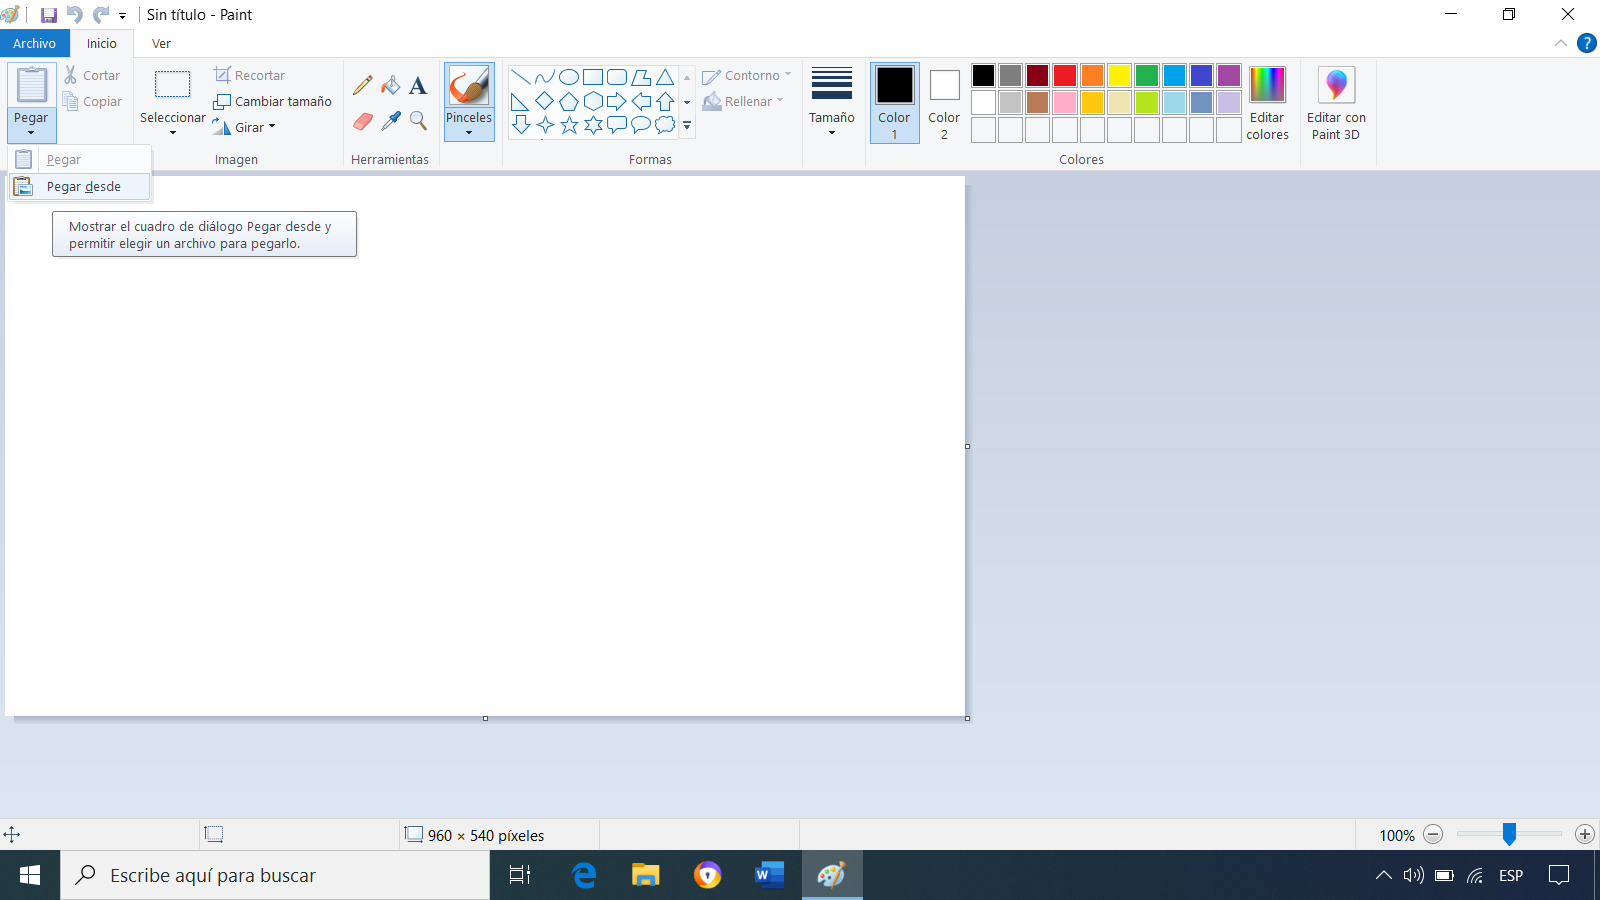 Sin título - Paint
Archivo Inicio Ver
Pegar
Cortar
Copiar
Seleccionar
Recortar
Cambiar tamaño
Girar
Imagen
A
Herramientas
Pinceles
Contorno
Rellenar
Formas
Tamaño
Color
1
Color
2
Editar
colores
Colores
Editar con
Paint 3D
?
Pegar
Pegar desde
Mostrar el cuadro de diálogo Pegar desde y
permitir elegir un archivo para pegarlo.
960 × 540 píxeles
100%
Escribe aquí para buscar
W
ESP